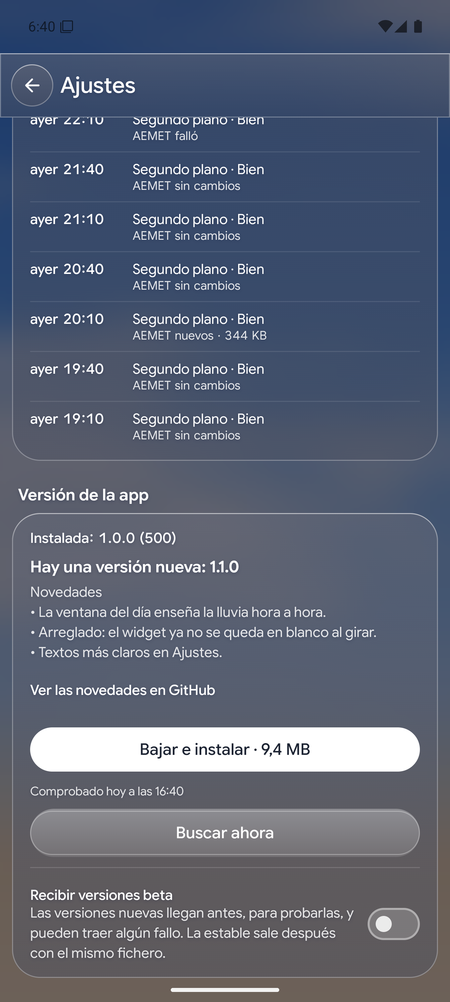 6:40
Ajustes
ayer 22:10 Segundo plano · Bien
AEMET falló
ayer 21:40 Segundo plano · Bien
AEMET sin cambios
ayer 21:10 Segundo plano · Bien
AEMET sin cambios
ayer 20:40 Segundo plano · Bien
AEMET sin cambios
ayer 20:10 Segundo plano · Bien
AEMET nuevos · 344 KB
ayer 19:40 Segundo plano · Bien
AEMET sin cambios
ayer 19:10 Segundo plano · Bien
AEMET sin cambios
Versión de la app
Instalada: 1.0.0 (500)
Hay una versión nueva: 1.1.0
Novedades
• La ventana del día enseña la lluvia hora a hora.
• Arreglado: el widget ya no se queda en blanco al girar.
• Textos más claros en Ajustes.
Ver las novedades en GitHub
Bajar e instalar · 9,4 MB
Comprobado hoy a las 16:40
Buscar ahora
Recibir versiones beta
Las versiones nuevas llegan antes, para probarlas, y
pueden traer algún fallo. La estable sale después
con el mismo fichero.